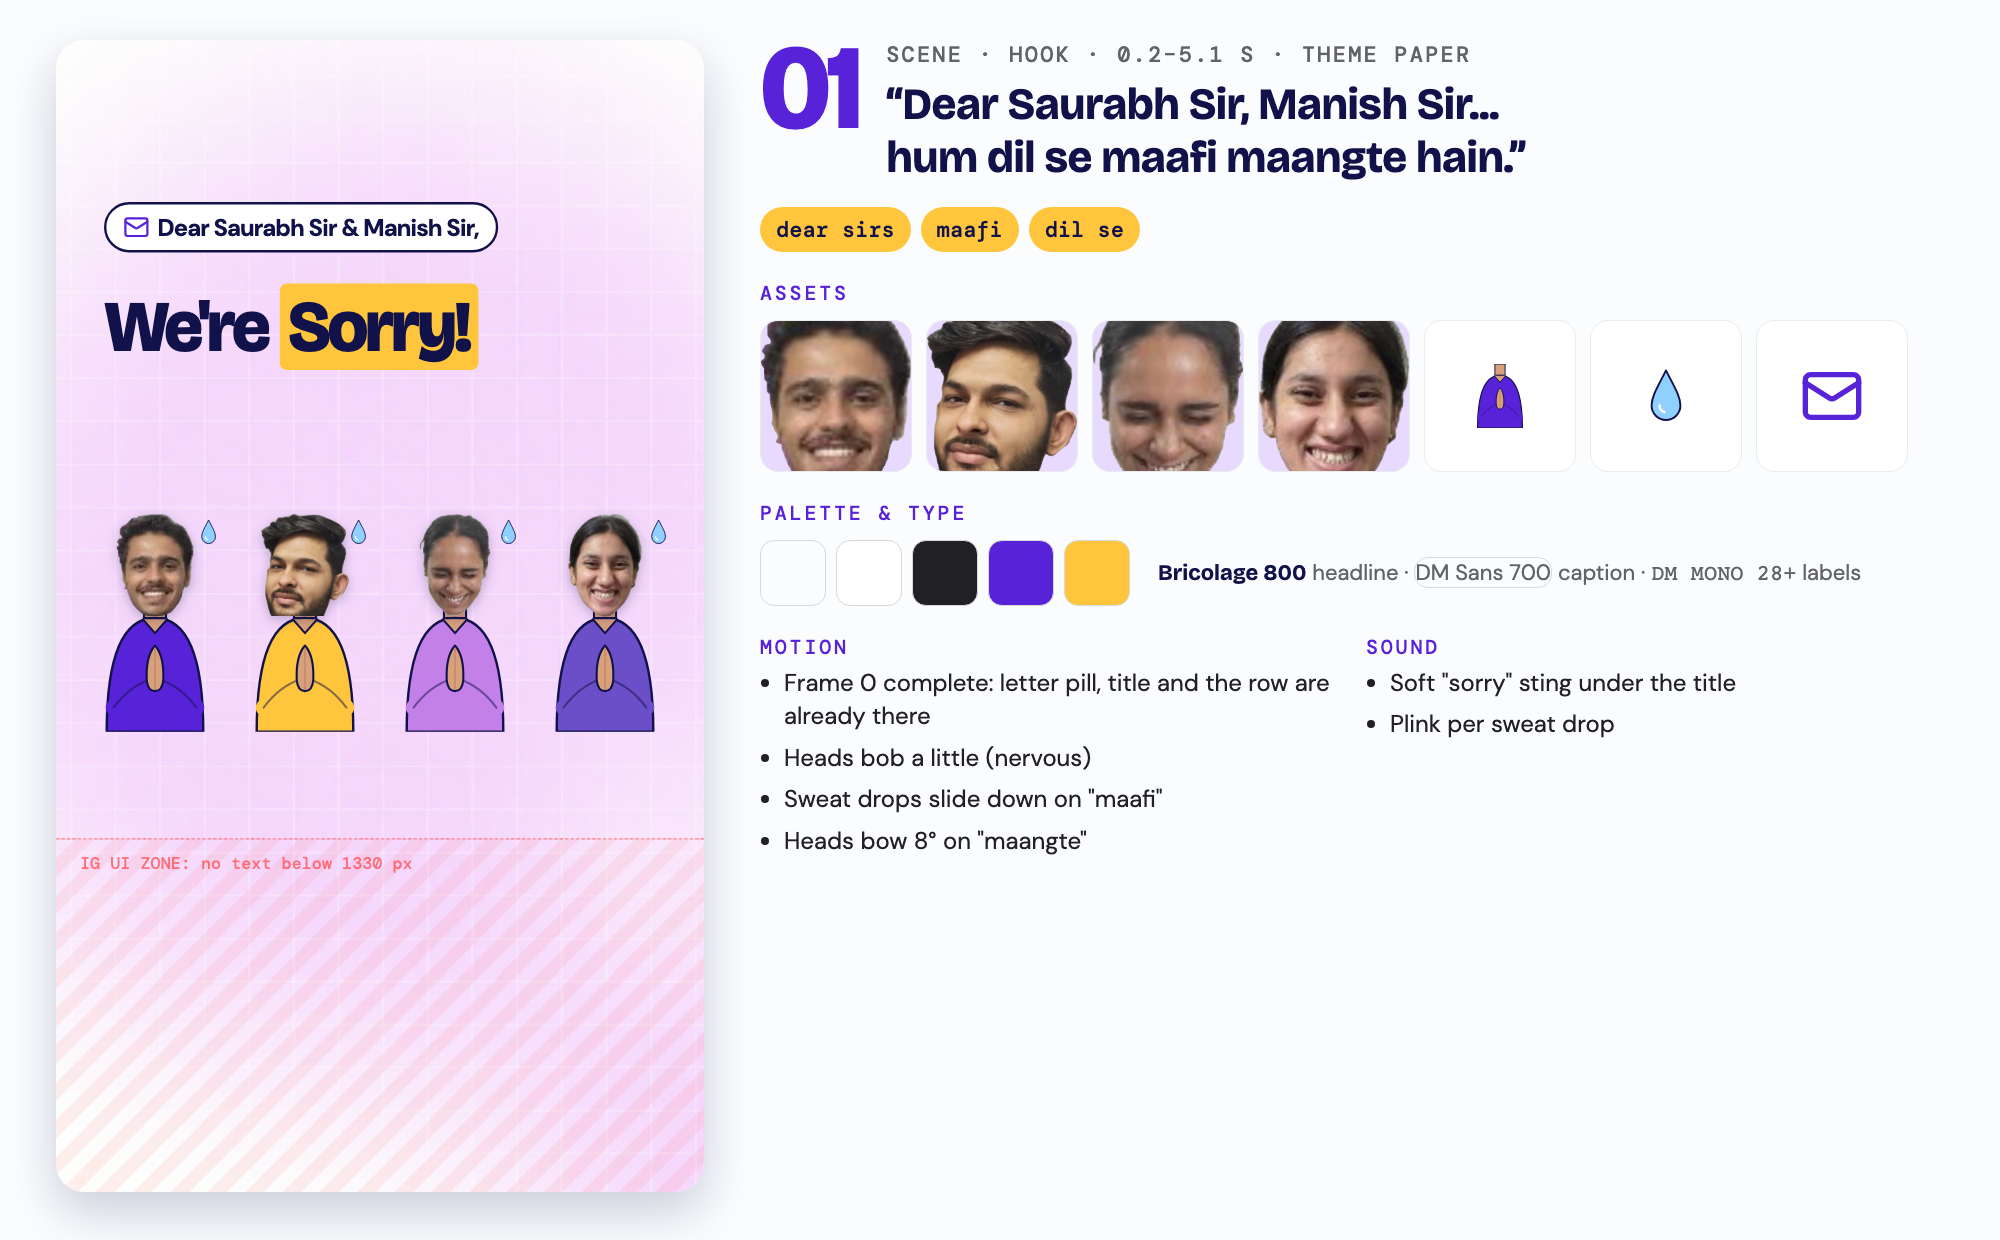 Dear Saurabh Sir & Manish Sir,
We're Sorry!
IG UI ZONE: no text below 1330 px
01
SCENE · HOOK · 0.2–5.1 S · THEME PAPER
“Dear Saurabh Sir, Manish Sir...
hum dil se maafi maangte hain.”
dear sirs maafi dil se
ASSETS
PALETTE & TYPE
Bricolage 800 headline · DM Sans 700 caption · DM MONO 28+ labels
MOTION
• Frame 0 complete: letter pill, title and the row are
already there
• Heads bob a little (nervous)
• Sweat drops slide down on "maafi"
• Heads bow 8° on "maangte"
SOUND
• Soft "sorry" sting under the title
• Plink per sweat drop